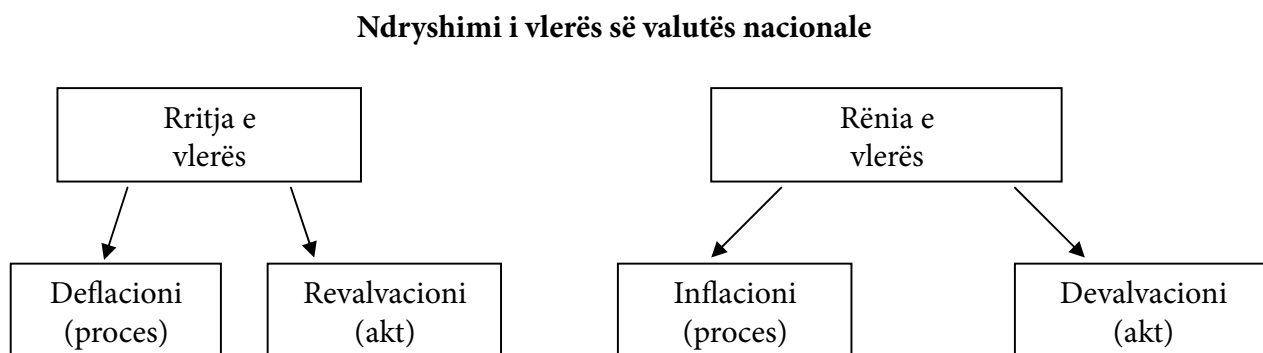 Ndryshimi i vlerës së valutës nacionale
Rritja e
vlerës
Rënia e
vlerës
Deflacioni
(proces)
Revalvacioni
(akt)
Inflacioni
(proces)
Devalvacioni
(akt)